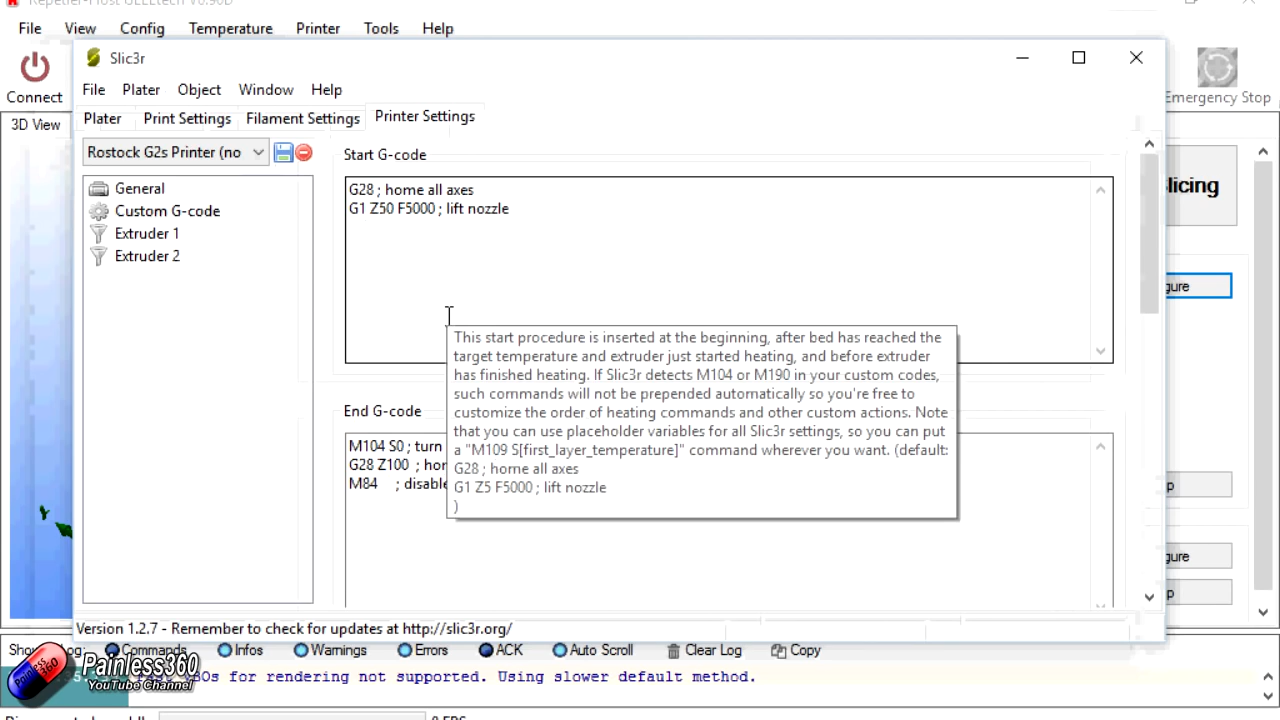 Repetier-Host GEEEtech V0.90D
File View Config Temperature Printer Tools Help
Connect
Emergency Stop
3D View
Slic3r
File Plater Object Window Help
Plater Print Settings Filament Settings Printer Settings
Rostock G2s Printer (no
General
Custom G-code
Extruder 1
Extruder 2
Start G-code
G28 ; home all axes
G1 Z50 F5000 ; lift nozzle
This start procedure is inserted at the beginning, after bed has reached the
target temperature and extruder just started heating, and before extruder
has finished heating. If Slic3r detects M104 or M190 in your custom codes,
such commands will not be prepended automatically so you're free to
customize the order of heating commands and other custom actions. Note
that you can use placeholder variables for all Slic3r settings, so you can put
a "M109 S[first_layer_temperature]" command wherever you want. (default:
G28 ; home all axes
G1 Z5 F5000 ; lift nozzle
)
End G-code
M104 S0 ; turn
G28 Z100 ; hor
M84 ; disable
licing
gure
p
gure
p
Version 1.2.7 - Remember to check for updates at http://slic3r.org/
Commands Infos Warnings Errors ACK Auto Scroll Clear Log Copy
for rendering not supported. Using slower default method.
Painless360
YouTube Channel
Painless 360